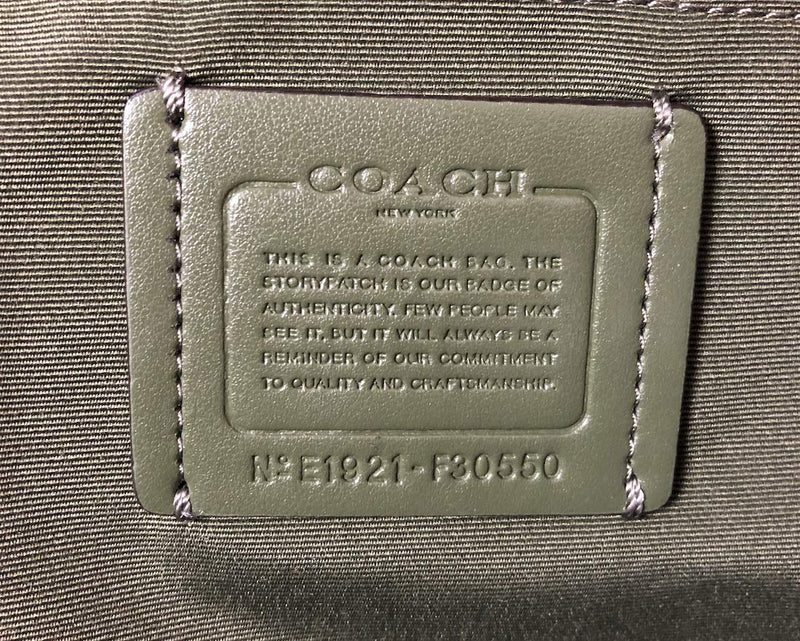 COACH
NEW YORK
THIS IS A COACH BAG. THE
STORYPATCH IS OUR BADGE OF
AUTHENTICITY. FEW PEOPLE MAY
SEE IT, BUT IT WILL ALWAYS BE A
REMINDER OF OUR COMMITMENT
TO QUALITY AND CRAFTSMANSHIP.
Nº E1921-F30550